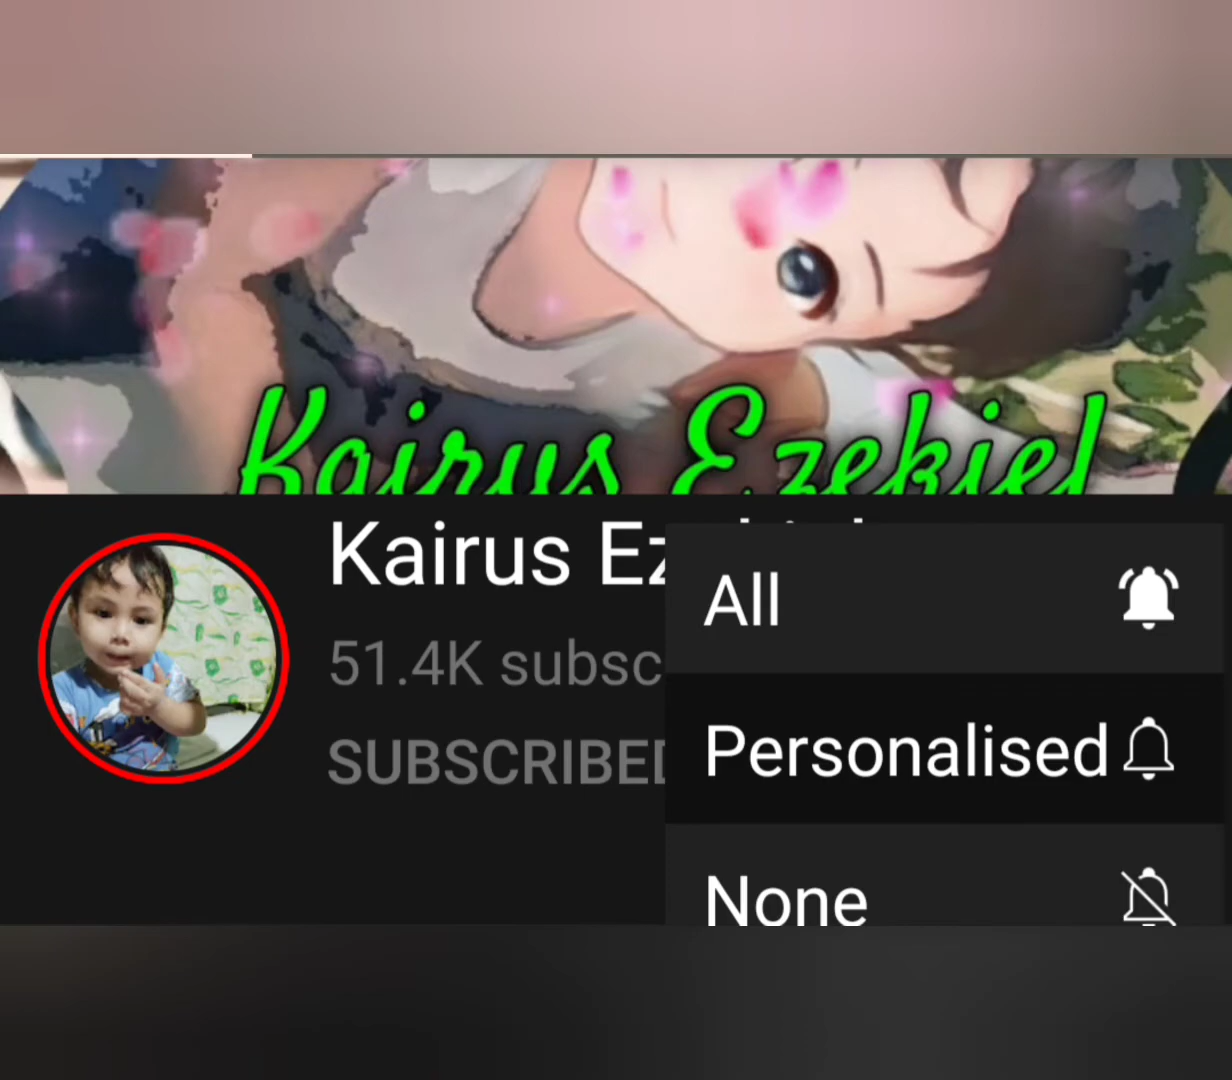 Kairus Ezekiel
Kairus Ez
51.4K subsc
SUBSCRIBED
All
Personalised
None